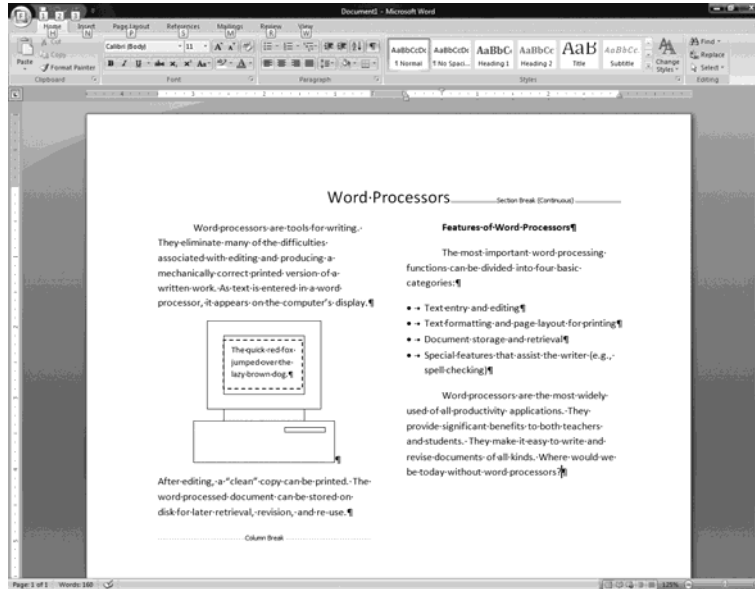 Document1 - Microsoft Word
Home Insert Page Layout References Mailings Review View
H N P S M R W
Paste
Cut
Copy
Format Painter
Clipboard
Calibri (Body) 11
Font
Paragraph
AaBbCcDc AaBbCcDc AaBbC AaBbCc AaB AaBbCc.
¶ Normal ¶ No Spaci... Heading 1 Heading 2 Title Subtitle
Change Styles
Styles
Find
Replace
Select
Editing
Word·Processors Section Break (Continuous)
Word·processors·are·tools·for·writing.·
They·eliminate·many·of·the·difficulties·
associated·with·editing·and·producing·a·
mechanically·correct·printed·version·of·a·
written·work.·As·text·is·entered·in·a·word·
processor,·it·appears·on·the·computer's·display.¶
The·quick·red·fox·
jumped·over·the·
lazy·brown·dog.¶
¶
After·editing,·a·“clean”·copy·can·be·printed.·The·
word·processed·document·can·be·stored·on·
disk·for·later·retrieval,·revision,·and·re-use.¶
Column Break
Features·of·Word·Processors¶
The·most·important·word·processing·
functions·can·be·divided·into·four·basic·
categories:¶
• → Text·entry·and·editing¶
• → Text·formatting·and·page·layout·for·printing¶
• → Document·storage·and·retrieval¶
• → Special·features·that·assist·the·writer·(e.g.,·
spell·checking)¶
Word·processors·are·the·most·widely·
used·of·all·productivity·applications.·They·
provide·significant·benefits·to·both·teachers·
and·students.·They·make·it·easy·to·write·and·
revise·documents·of·all·kinds.·Where·would·we·
be·today·without·word·processors?¶
Page: 1 of 1 Words: 160
125%